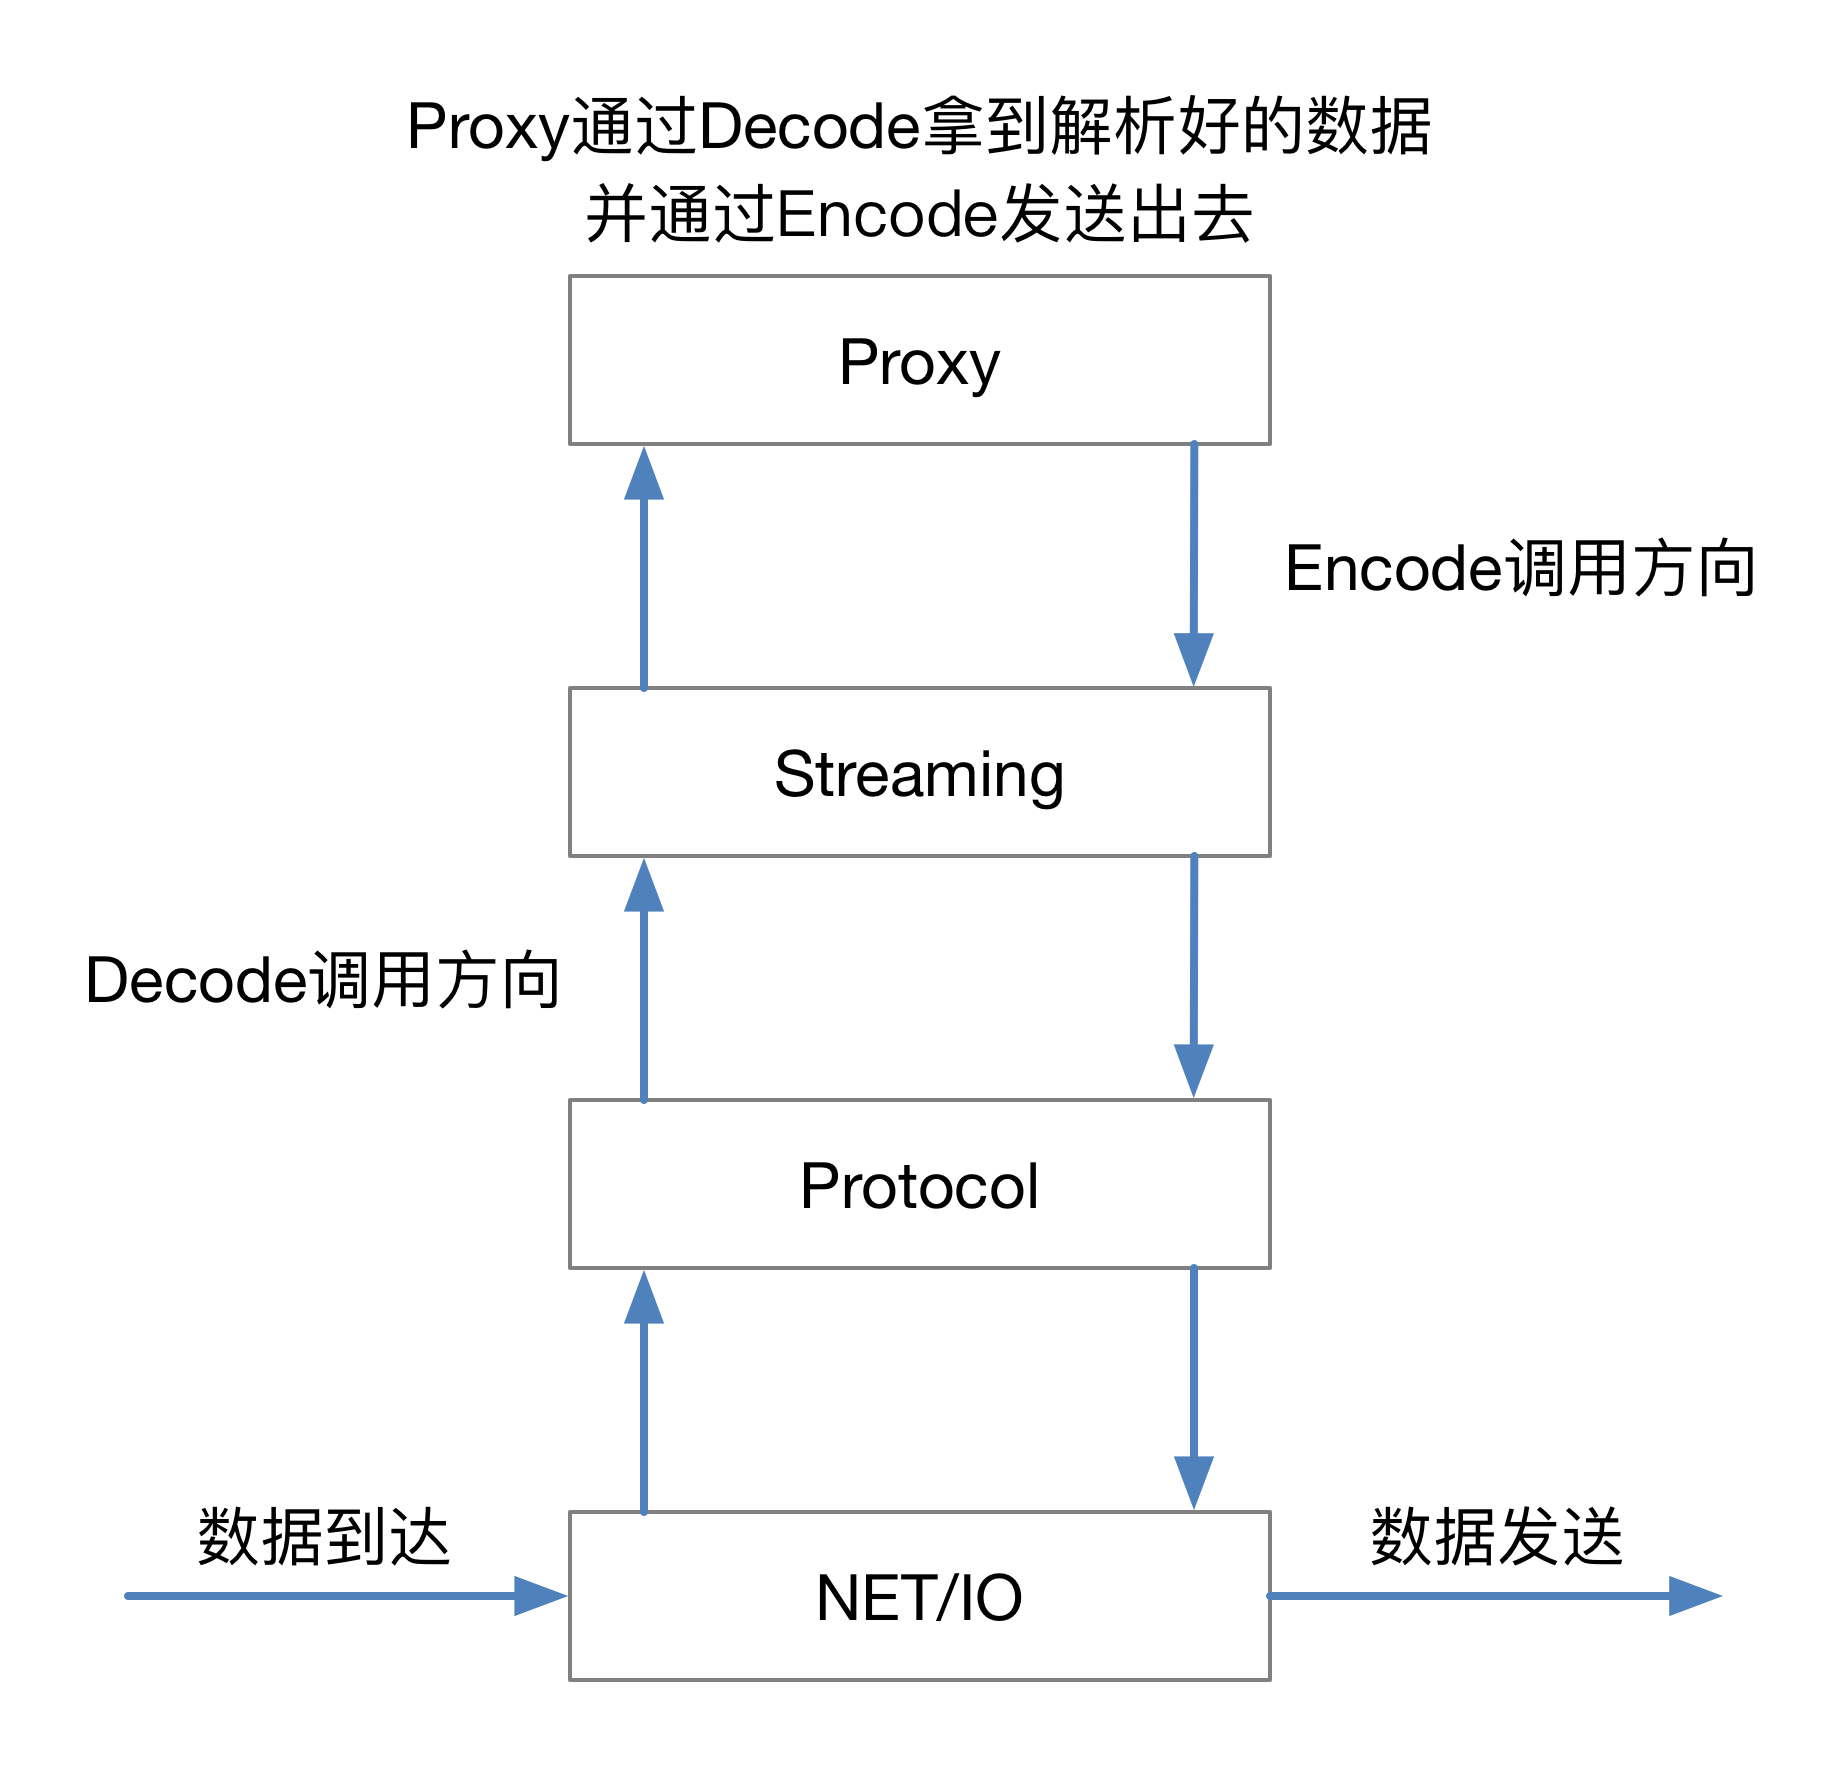 Proxy通过Decode拿到解析好的数据
并通过Encode发送出去
Proxy
Encode调用方向
Streaming
Decode调用方向
Protocol
数据到达
NET/IO
数据发送